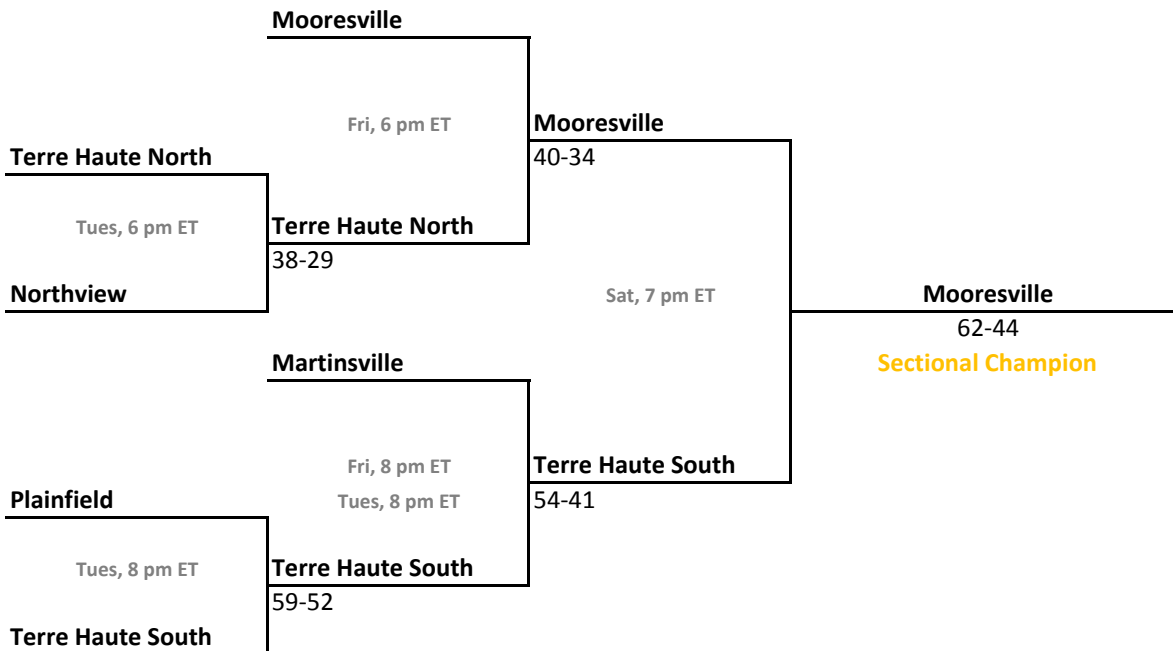 Mooresville
Fri, 6 pm ET
Mooresville
Terre Haute North
40-34
Tues, 6 pm ET
Terre Haute North
38-29
Northview
Sat, 7 pm ET
Mooresville
62-44
Martinsville
Sectional Champion
Fri, 8 pm ET
Terre Haute South
Plainfield
Tues, 8 pm ET
54-41
Tues, 8 pm ET
Terre Haute South
59-52
Terre Haute South